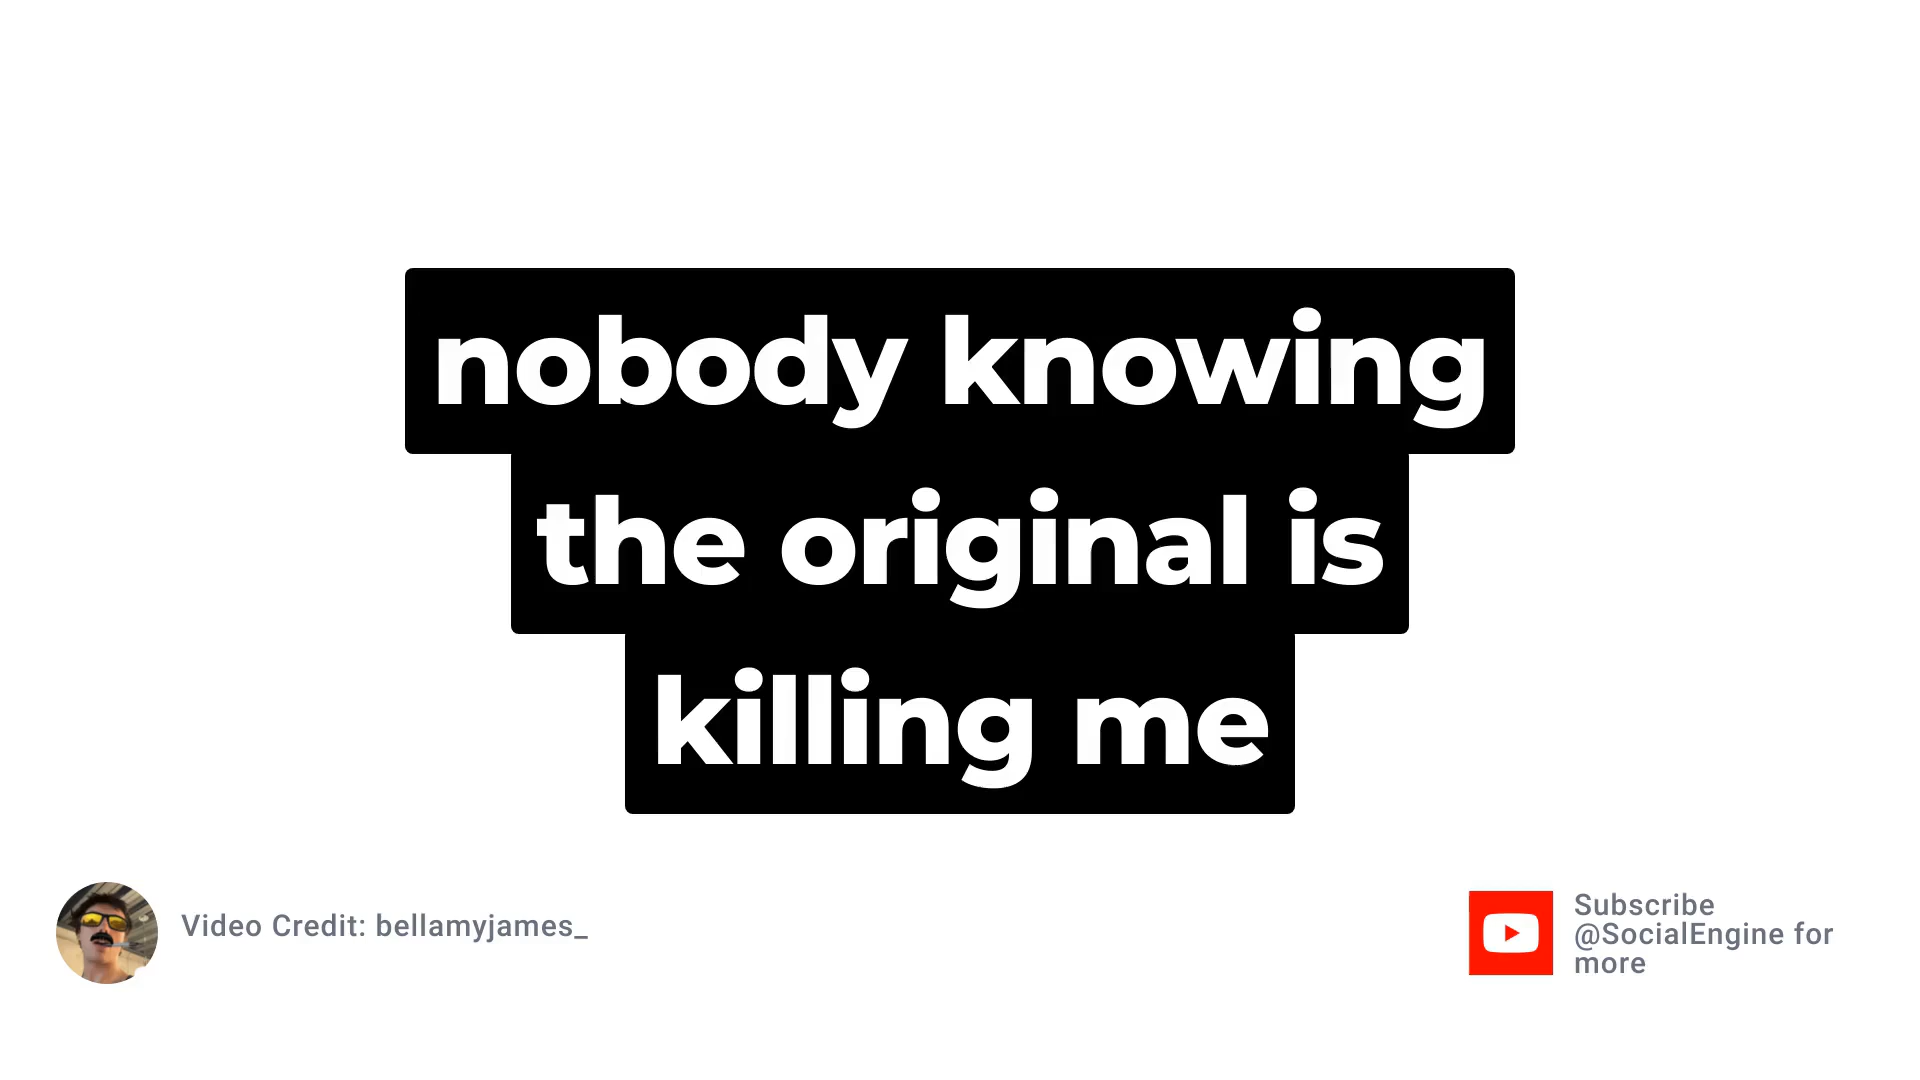 nobody knowing
the original is
killing me
Video Credit: bellamyjames_
Subscribe
@SocialEngine for
more